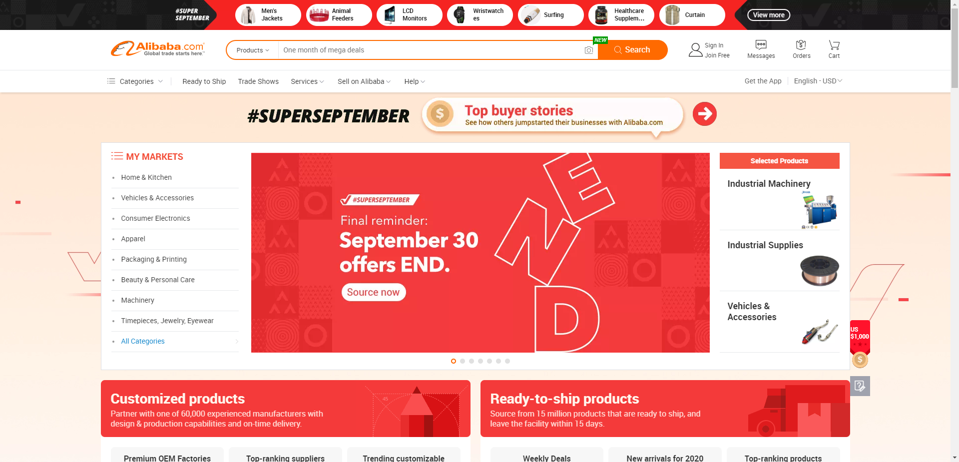 #SUPER
SEPTEMBER
Men's
Jackets
Animal
Feeders
LCD
Monitors
Wristwatch
es
Surfing
Healthcare
Supplem...
Curtain
View more
Alibaba.com
Global trade starts here.™
Products
One month of mega deals
NEW
Search
Sign In
Join Free
Messages
Orders
Cart
Categories
Ready to Ship
Trade Shows
Services
Sell on Alibaba
Help
Get the App
English - USD
#SUPERSEPTEMBER
$
Top buyer stories
See how others jumpstarted their businesses with Alibaba.com
MY MARKETS
Home & Kitchen
Vehicles & Accessories
Consumer Electronics
Apparel
Packaging & Printing
Beauty & Personal Care
Machinery
Timepieces, Jewelry, Eyewear
All Categories
#SUPERSEPTEMBER
Final reminder:
September 30
offers END.
Source now
END
Selected Products
Industrial Machinery
Industrial Supplies
Vehicles &
Accessories
US
$1,000
$
Customized products
Partner with one of 60,000 experienced manufacturers with
design & production capabilities and on-time delivery.
Ready-to-ship products
Source from 15 million products that are ready to ship, and
leave the facility within 15 days.
Premium OEM Factories
Top-ranking suppliers
Trending customizable
Weekly Deals
New arrivals for 2020
Top-ranking products